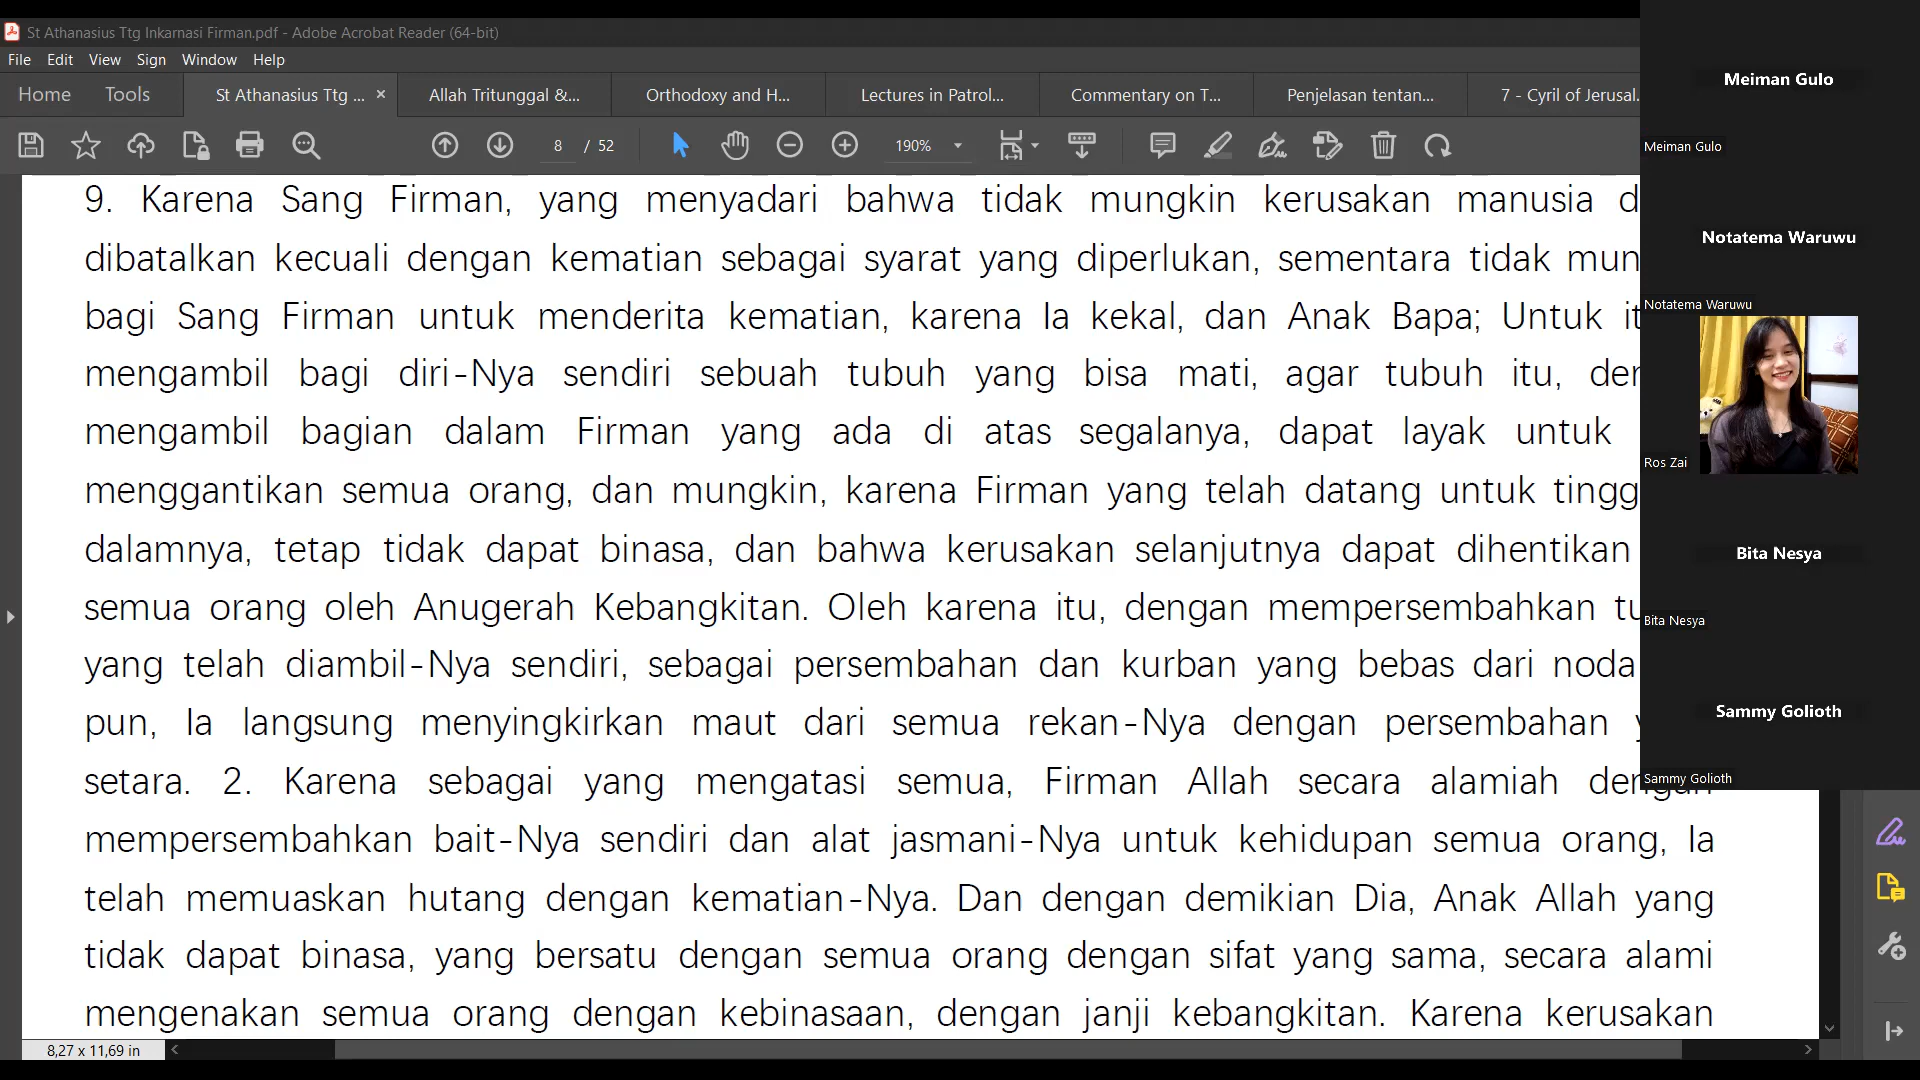 St Athanasius Ttg Inkarnasi Firman.pdf - Adobe Acrobat Reader (64-bit)
File Edit View Sign Window Help
Home Tools St Athanasius Ttg ... × Allah Tritunggal &... Orthodoxy and H... Lectures in Patrol... Commentary on T... Penjelasan tentan... 7 - Cyril of Jerusal.
8 / 52 190%
9. Karena Sang Firman, yang menyadari bahwa tidak mungkin kerusakan manusia d
dibatalkan kecuali dengan kematian sebagai syarat yang diperlukan, sementara tidak mun
bagi Sang Firman untuk menderita kematian, karena Ia kekal, dan Anak Bapa; Untuk it
mengambil bagi diri-Nya sendiri sebuah tubuh yang bisa mati, agar tubuh itu, der
mengambil bagian dalam Firman yang ada di atas segalanya, dapat layak untuk
menggantikan semua orang, dan mungkin, karena Firman yang telah datang untuk tingg
dalamnya, tetap tidak dapat binasa, dan bahwa kerusakan selanjutnya dapat dihentikan
semua orang oleh Anugerah Kebangkitan. Oleh karena itu, dengan mempersembahkan tu
yang telah diambil-Nya sendiri, sebagai persembahan dan kurban yang bebas dari noda
pun, Ia langsung menyingkirkan maut dari semua rekan-Nya dengan persembahan y
setara. 2. Karena sebagai yang mengatasi semua, Firman Allah secara alamiah dengan
mempersembahkan bait-Nya sendiri dan alat jasmani-Nya untuk kehidupan semua orang, Ia
telah memuaskan hutang dengan kematian-Nya. Dan dengan demikian Dia, Anak Allah yang
tidak dapat binasa, yang bersatu dengan semua orang dengan sifat yang sama, secara alami
mengenakan semua orang dengan kebinasaan, dengan janji kebangkitan. Karena kerusakan
8,27 x 11,69 in
Meiman Gulo
Meiman Gulo
Notatema Waruwu
Notatema Waruwu
Ros Zai
Bita Nesya
Bita Nesya
Sammy Golioth
Sammy Golioth